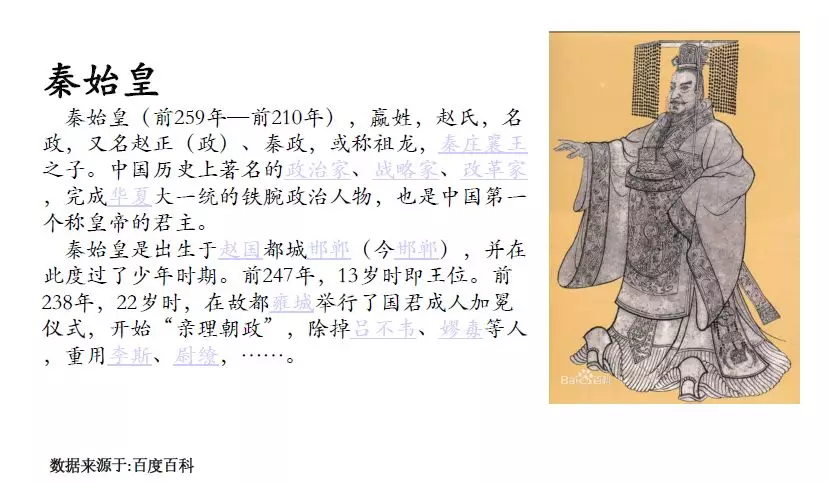 秦始皇
秦始皇（前259年—前210年），嬴姓，赵氏，名
政，又名赵正（政）、秦政，或称祖龙，秦庄襄王
之子。中国历史上著名的政治家、战略家、改革家
，完成华夏大一统的铁腕政治人物，也是中国第一
个称皇帝的君主。
秦始皇是出生于赵国都城邯郸（今邯郸），并在
此度过了少年时期。前247年，13岁时即王位。前
238年，22岁时，在故都雍城举行了国君成人加冕
仪式，开始“亲理朝政”，除掉吕不韦、嫪毐等人
，重用李斯、尉缭，……。
Bai百科
数据来源于:百度百科